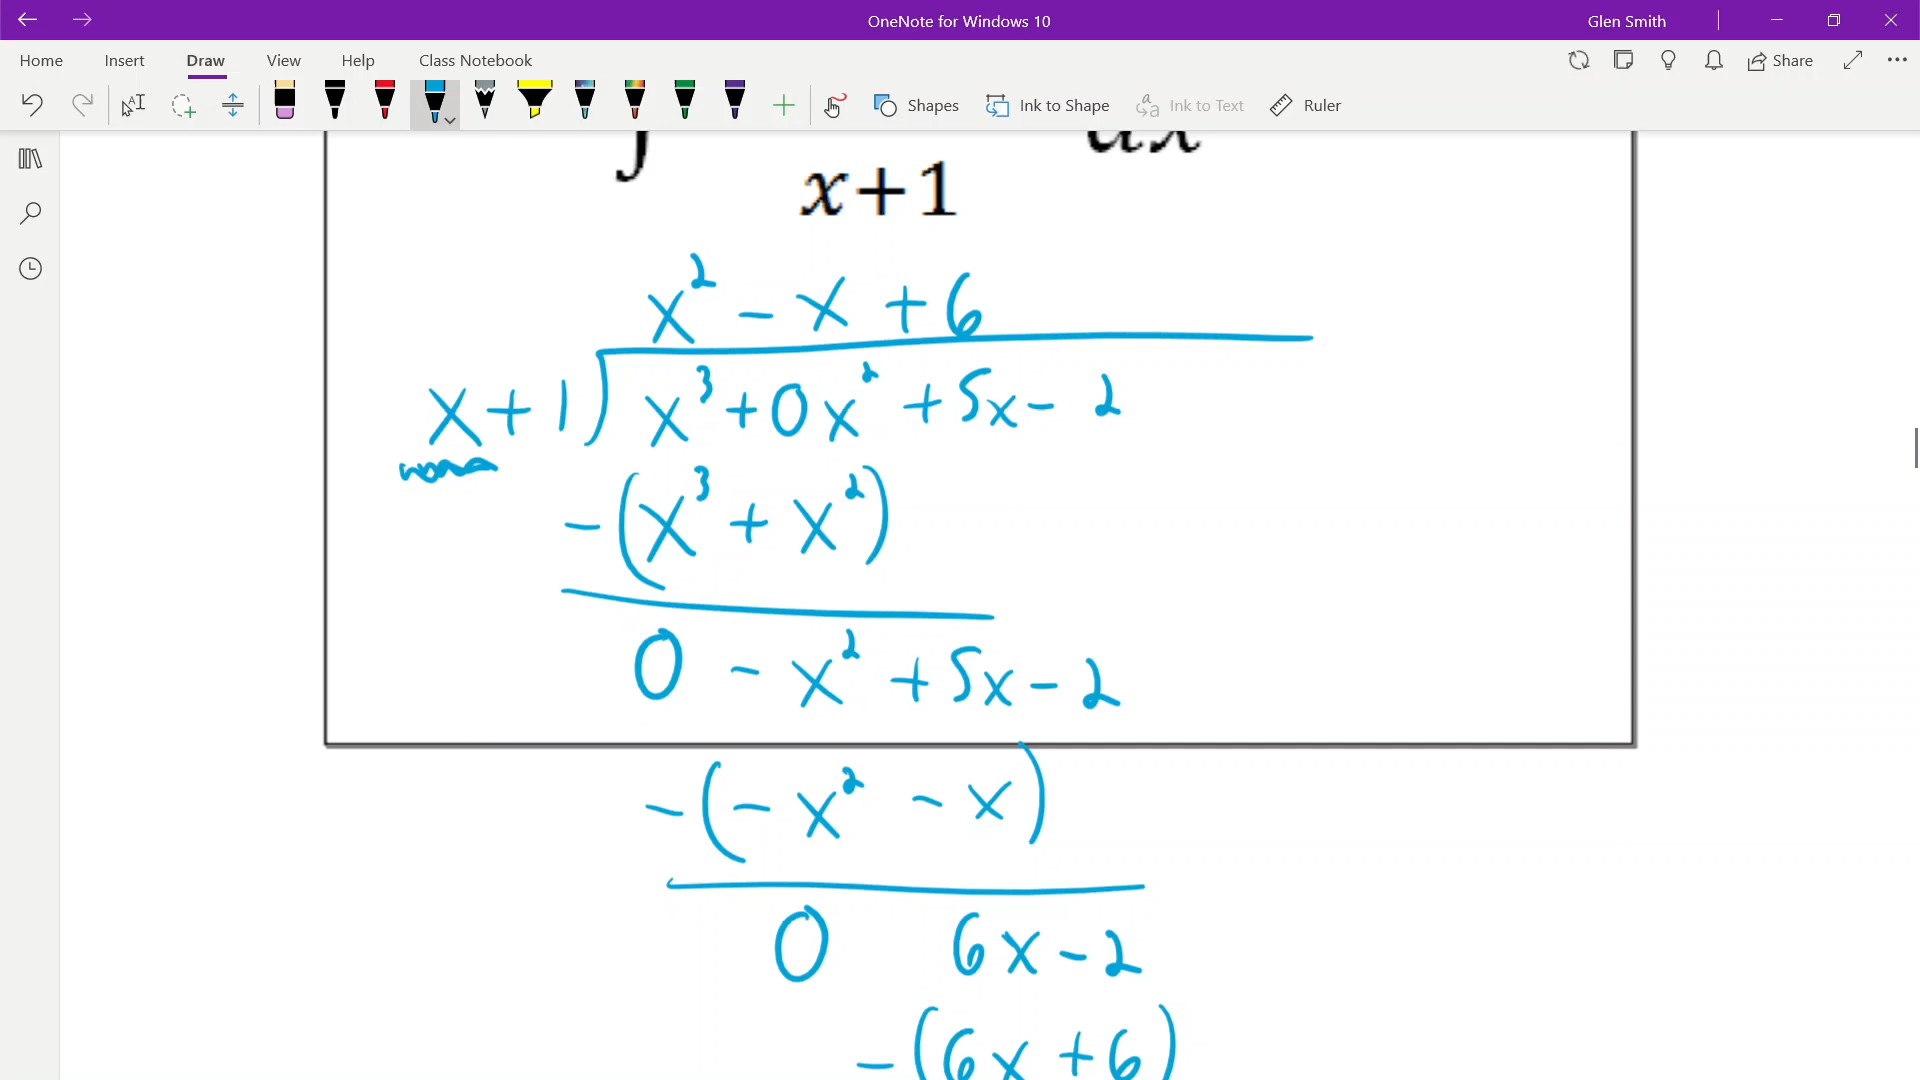 OneNote for Windows 10
Glen Smith
Home Insert Draw View Help Class Notebook Share
Shapes Ink to Shape Ink to Text Ruler
∫ dx
x+1
x² - x + 6
x + 1 ) x³ + 0x² + 5x - 2
-(x³ + x²)
0 - x² + 5x - 2
-(- x² - x)
0 6x - 2
-(6x + 6)